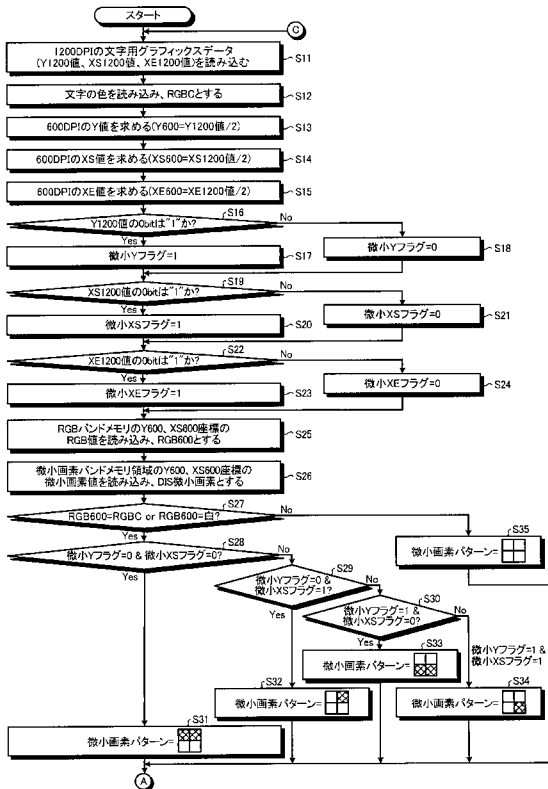 スタート
C
1200DPIの文字用グラフィックスデータ
(Y1200値、XS1200値、XE1200値)を読み込む
S11
文字の色を読み込み、RGBCとする
S12
600DPIのY値を求める(Y600=Y1200値/2)
S13
600DPIのXS値を求める(XS600=XS1200値/2)
S14
600DPIのXE値を求める(XE600=XE1200値/2)
S15
S16
Y1200値の0bitは"1"か?
No
Yes
微小Yフラグ=1
S17
微小Yフラグ=0
S18
S19
XS1200値の0bitは"1"か?
No
Yes
微小XSフラグ=1
S20
微小XSフラグ=0
S21
S22
XE1200値の0bitは"1"か?
No
Yes
微小XEフラグ=1
S23
微小XEフラグ=0
S24
RGBバンドメモリのY600、XS600座標の
RGB値を読み込み、RGB600とする
S25
微小画素バンドメモリ領域のY600、XS600座標の
微小画素値を読み込み、DIS微小画素とする
S26
S27
RGB600=RGBC or RGB600=白?
No
Yes
S35
微小画素パターン=
S28
微小Yフラグ=0 & 微小XSフラグ=0?
No
Yes
S29
微小Yフラグ=0 &
微小XSフラグ=1?
No
Yes
S30
微小Yフラグ=1 &
微小XSフラグ=0?
No
Yes
微小Yフラグ=1 &
微小XSフラグ=1
S33
微小画素パターン=
S32
微小画素パターン=
S34
微小画素パターン=
S31
微小画素パターン=
A